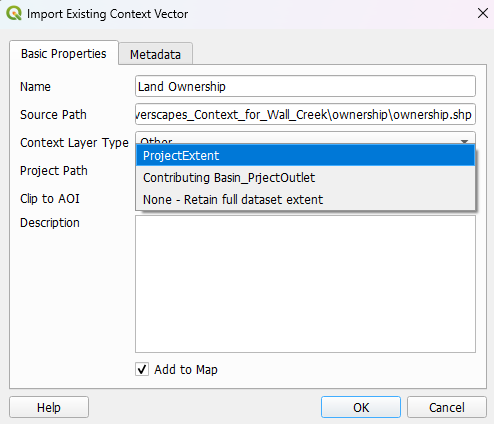 Import Existing Context Vector
Basic Properties
Metadata
Name
Land Ownership
Source Path
verscapes_Context_for_Wall_Creek\ownership\ownership.shp
Context Layer Type
Other
ProjectExtent
Project Path
Contributing Basin_PrjectOutlet
Clip to AOI
None - Retain full dataset extent
Description
Add to Map
Help
OK
Cancel